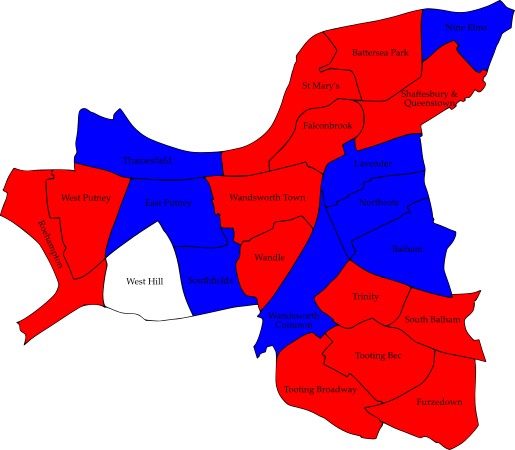 Nine Elms
Battersea Park
St Mary's
Shaftesbury &
Queenstown
Falconbrook
Thamesfield
Lavender
West Putney
East Putney
Wandsworth Town
Northcote
Roehampton
Balham
Wandle
West Hill
Southfields
Trinity
Wandsworth
Common
South Balham
Tooting Bec
Tooting Broadway
Furzedown